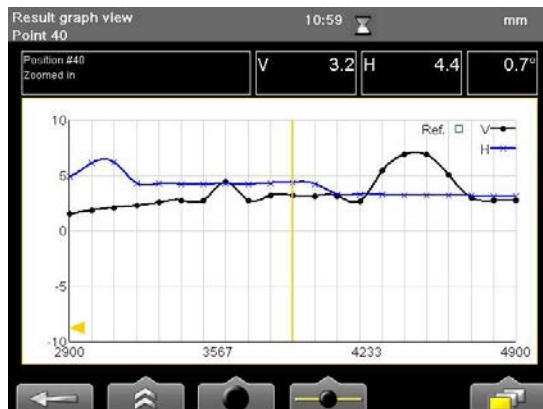 Result graph view 10:59 mm
Point 40
Position #40
Zoomed in
V 3.2 H 4.4 0.7°
10
Ref. V
H
5
0
-5
-10
2900 3567 4233 4900